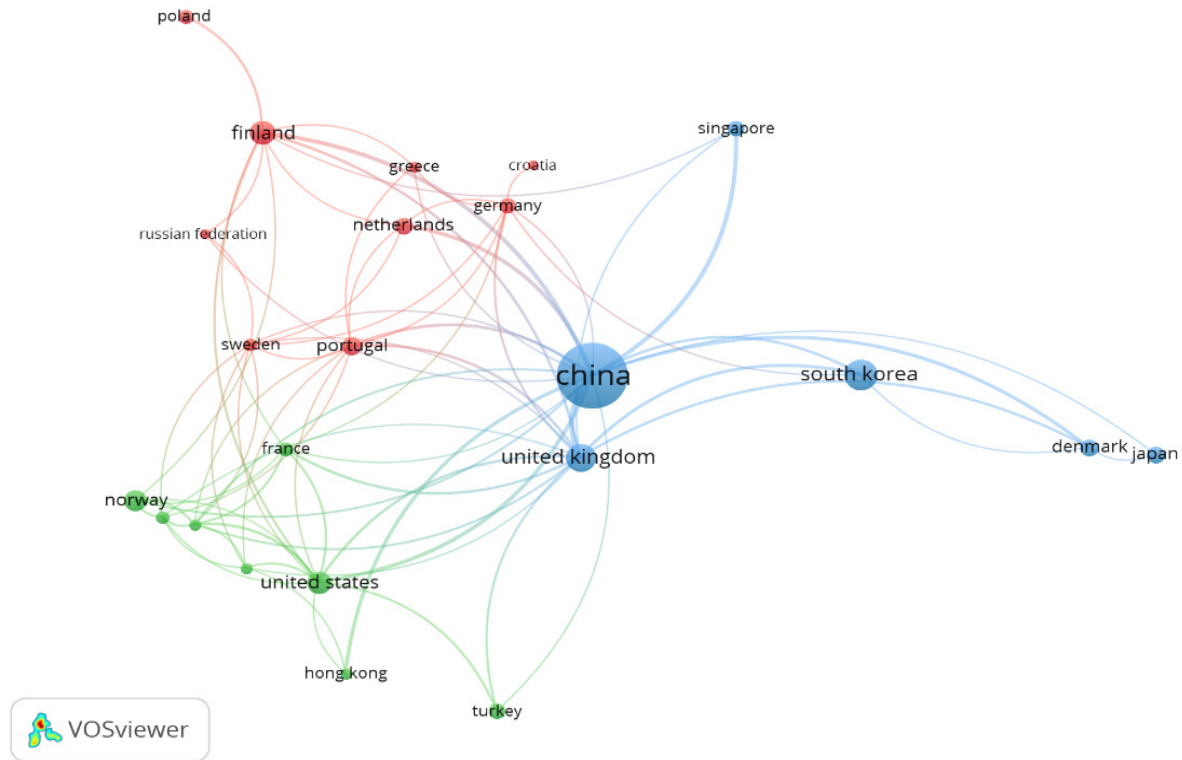 poland
finland
singapore
greece
croatia
germany
netherlands
russian federation
sweden
portugal
china
south korea
france
united kingdom
denmark
japan
norway
united states
hong kong
turkey
VOSviewer